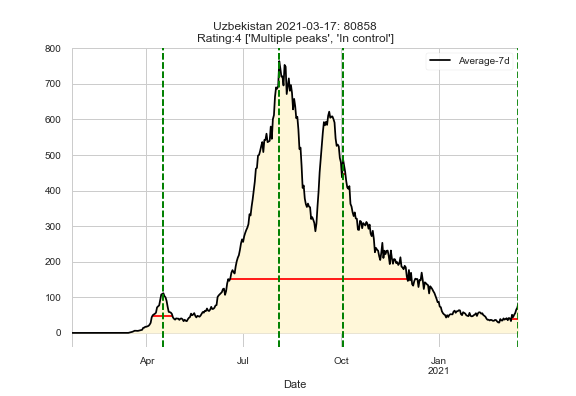 Uzbekistan 2021-03-17: 80858
Rating:4 ['Multiple peaks', 'In control']
Average-7d
800
700
600
500
400
300
200
100
0
Apr
Jul
Oct
Jan
2021
Date